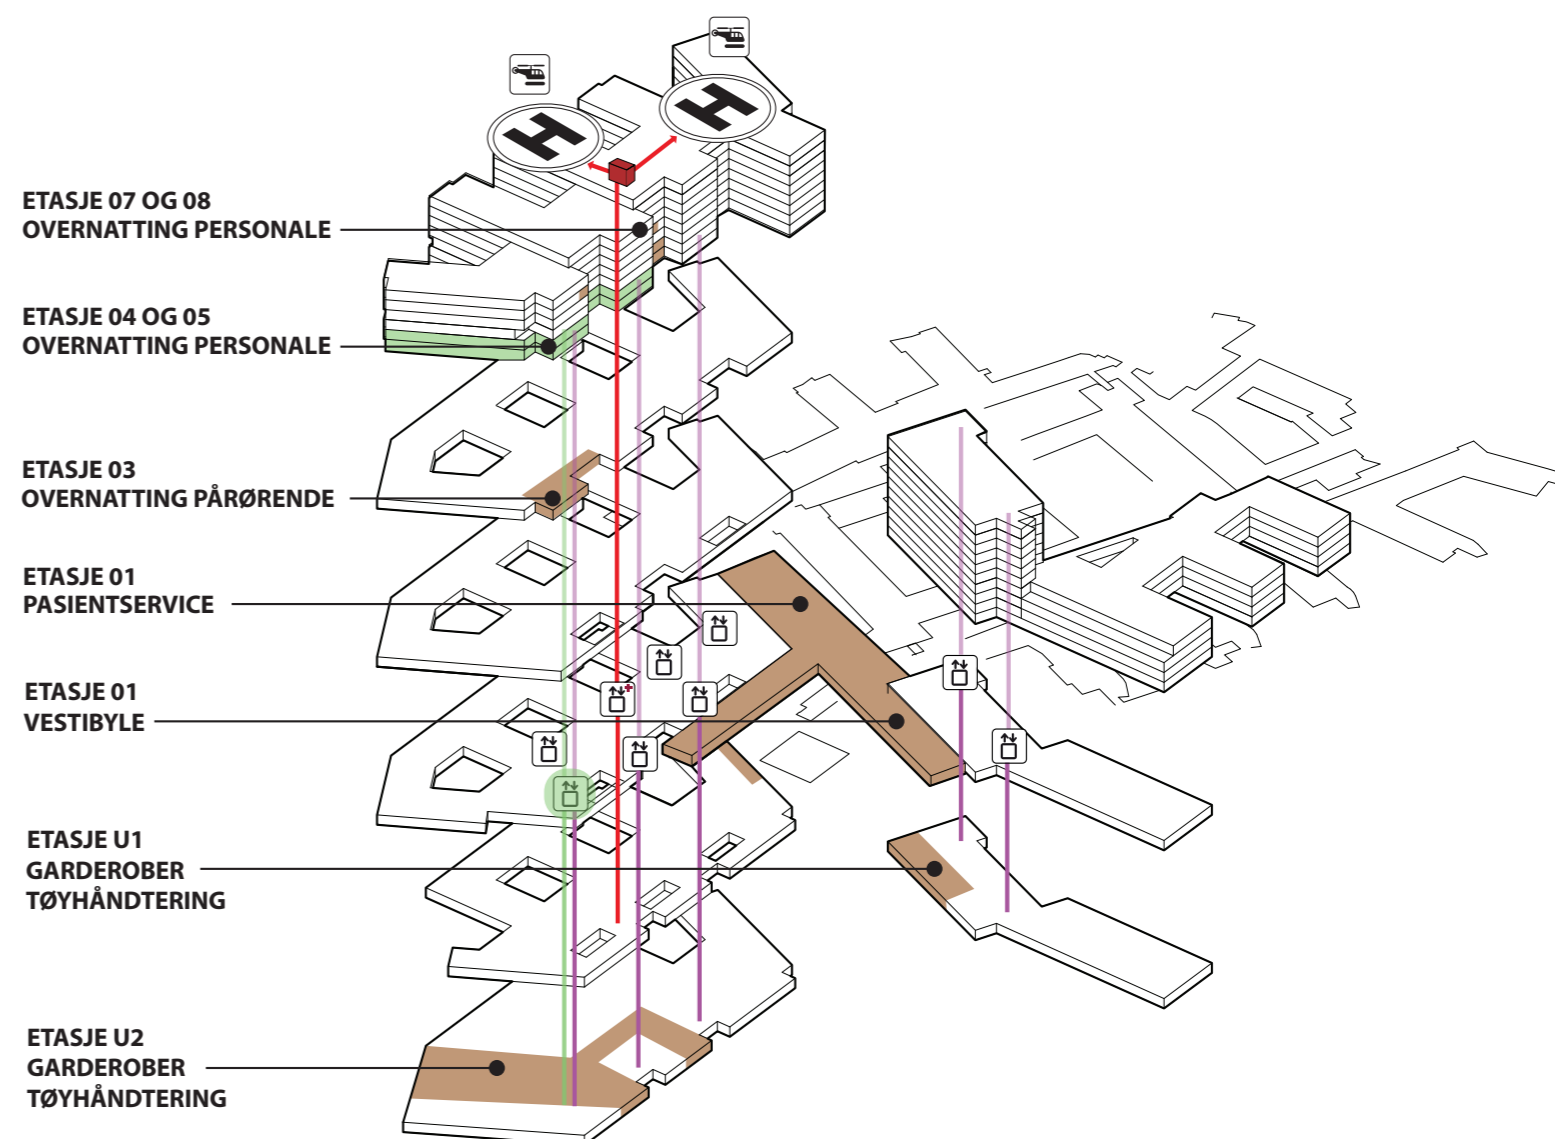 H
H
ETASJE 07 OG 08
OVERNATTING PERSONALE
ETASJE 04 OG 05
OVERNATTING PERSONALE
ETASJE 03
OVERNATTING PÅRØRENDE
ETASJE 01
PASIENTSERVICE
ETASJE 01
VESTIBYLE
ETASJE U1
GARDEROBER
TØYHÅNDTERING
ETASJE U2
GARDEROBER
TØYHÅNDTERING